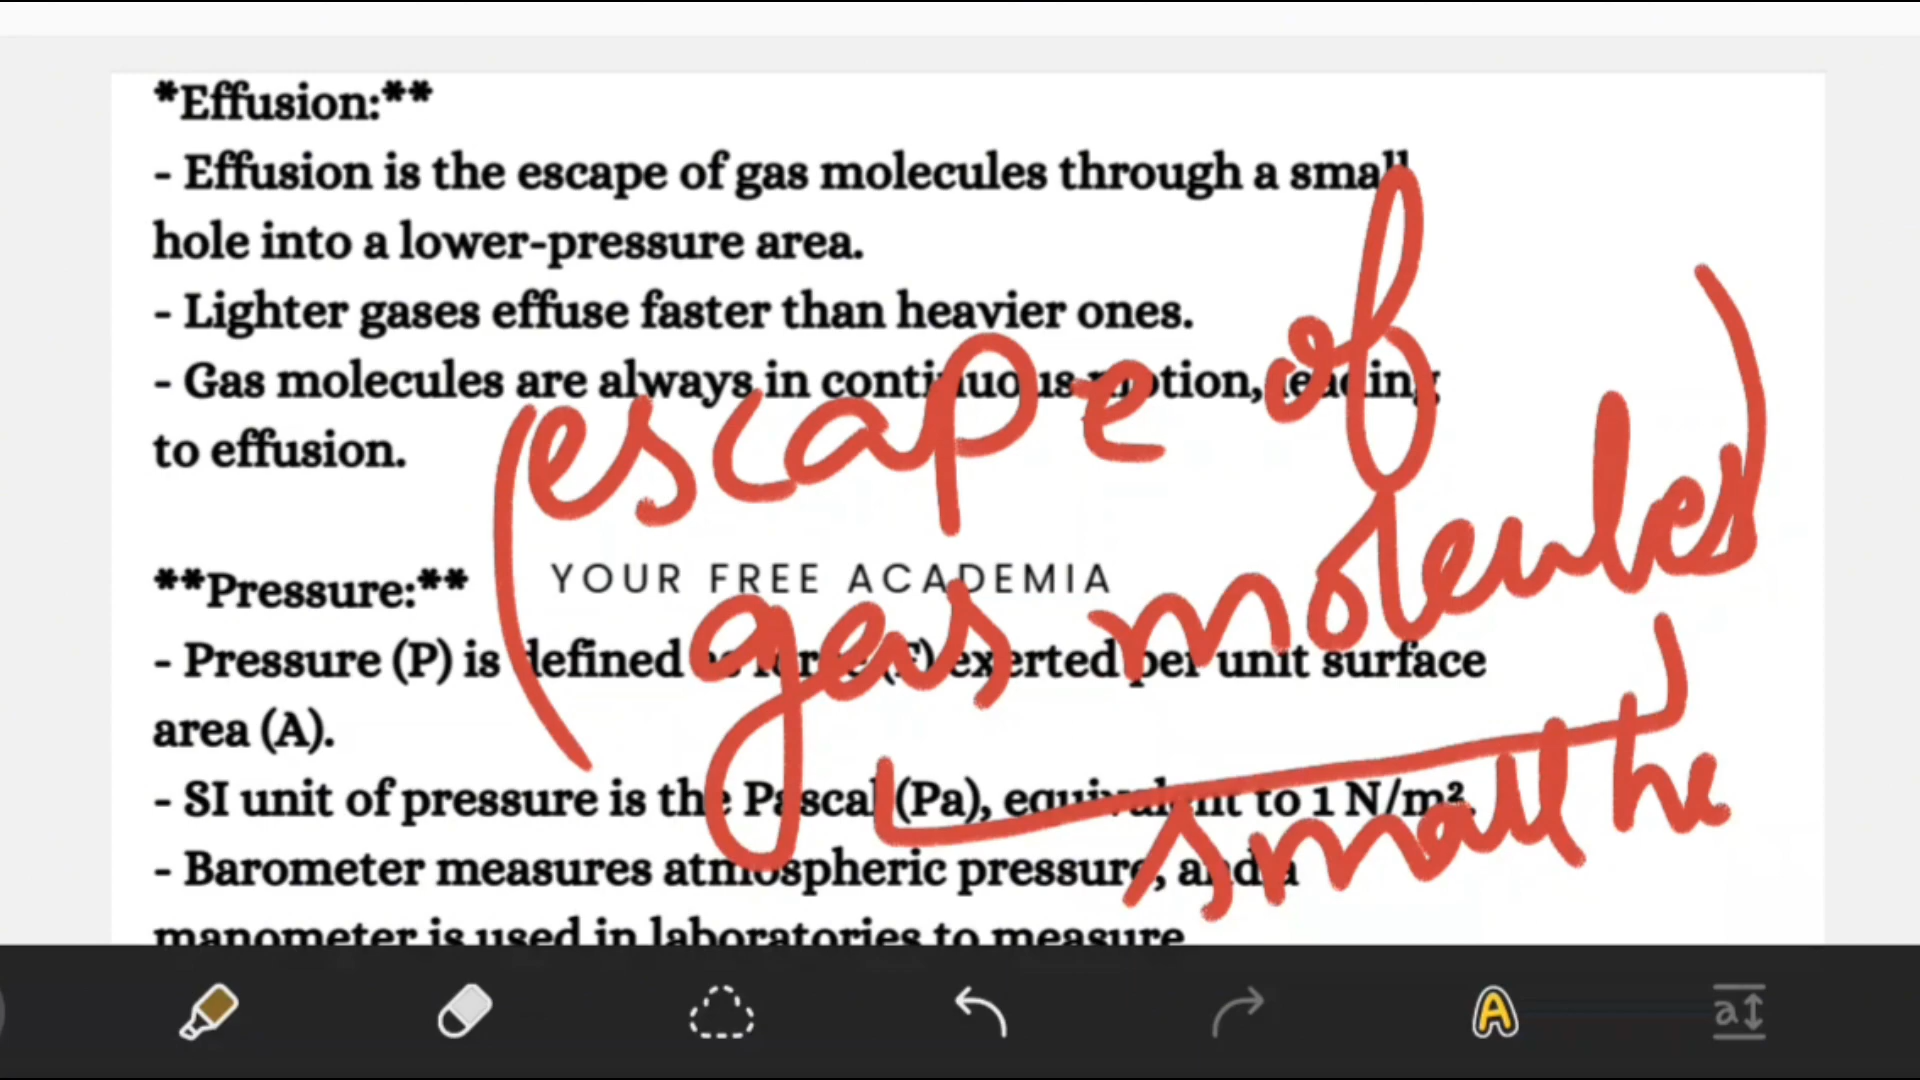 *Effusion:**
- Effusion is the escape of gas molecules through a small
hole into a lower-pressure area.
- Lighter gases effuse faster than heavier ones.
- Gas molecules are always in continuous motion, leading
to effusion.
(escape of
gas molecules)
small he
YOUR FREE ACADEMIA
**Pressure:**
- Pressure (P) is defined as force (F) exerted per unit surface
area (A).
- SI unit of pressure is the Pascal (Pa), equivalent to 1 N/m².
- Barometer measures atmospheric pressure, and a
manometer is used in laboratories to measure
A
a